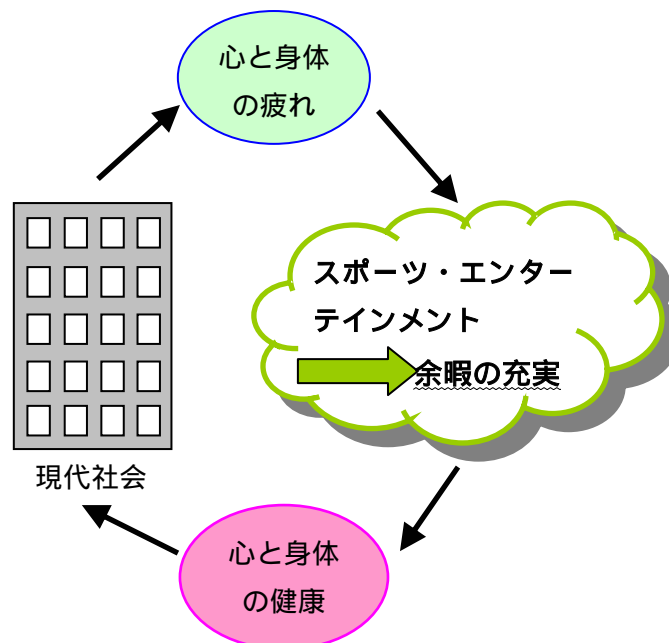 心と身体
の疲れ
スポーツ・エンター
テインメント
余暇の充実
現代社会
心と身体
の健康